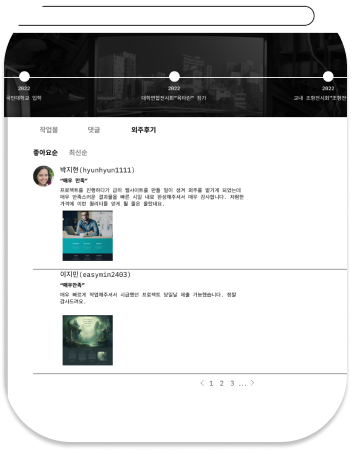 2022
2022
2022
국민대학교 입학
대학연합전시회"옥타원" 참가
교내 조형전시회"조형전
작업물
댓글
외주후기
좋아요순
최신순
박지현(hyunhyun1111)
"매우 만족"
프로젝트를 진행하다가 급히 웹사이트를 만들 일이 생겨 외주를 맡기게 되었는데
매우 만족스러운 결과물을 빠른 시일 내로 완성해주셔서 매우 감사합니다. 저렴한
가격에 이런 퀄리티를 얻게 될 줄은 몰랐네요.
이지민(easymin2403)
"매우만족"
매우 빠르게 작업해주셔서 시급했던 프로젝트 당일날 제출 가능했습니다. 정말
감사드려요.
< 1 2 3 ... >